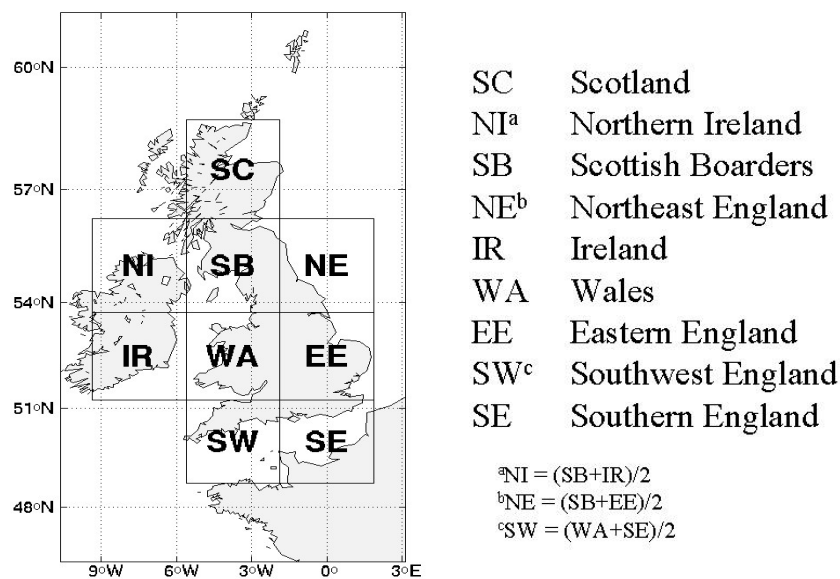 60°N
57°N
54°N
51°N
48°N
9°W 6°W 3°W 0°W 3°E
SC
NI SB NE
IR WA EE
SW SE
SC Scotland
NIᵃ Northern Ireland
SB Scottish Boarders
NEᵇ Northeast England
IR Ireland
WA Wales
EE Eastern England
SWᶜ Southwest England
SE Southern England
ᵃNI = (SB+IR)/2
ᵇNE = (SB+EE)/2
ᶜSW = (WA+SE)/2